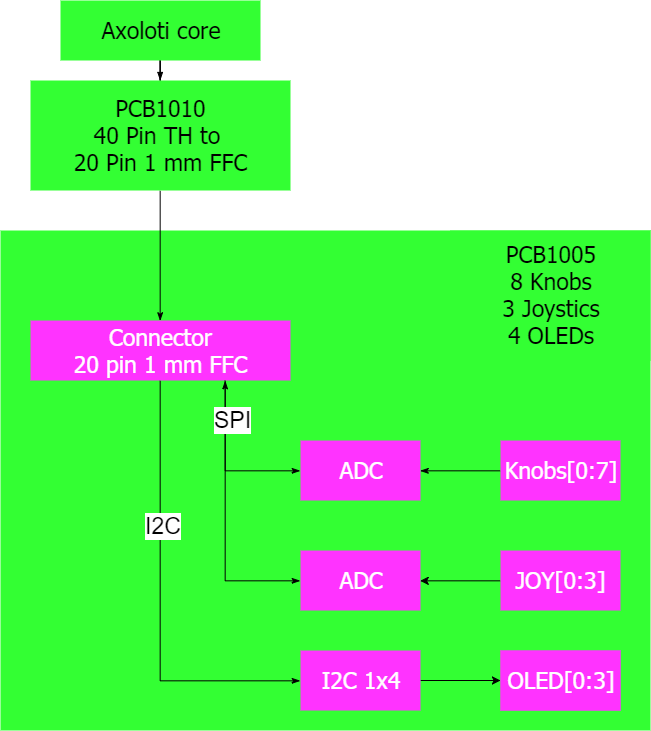 Axoloti core
PCB1010
40 Pin TH to
20 Pin 1 mm FFC
PCB1005
8 Knobs
3 Joystics
4 OLEDs
Connector
20 pin 1 mm FFC
SPI
ADC
Knobs[0:7]
I2C
ADC
JOY[0:3]
I2C 1x4
OLED[0:3]